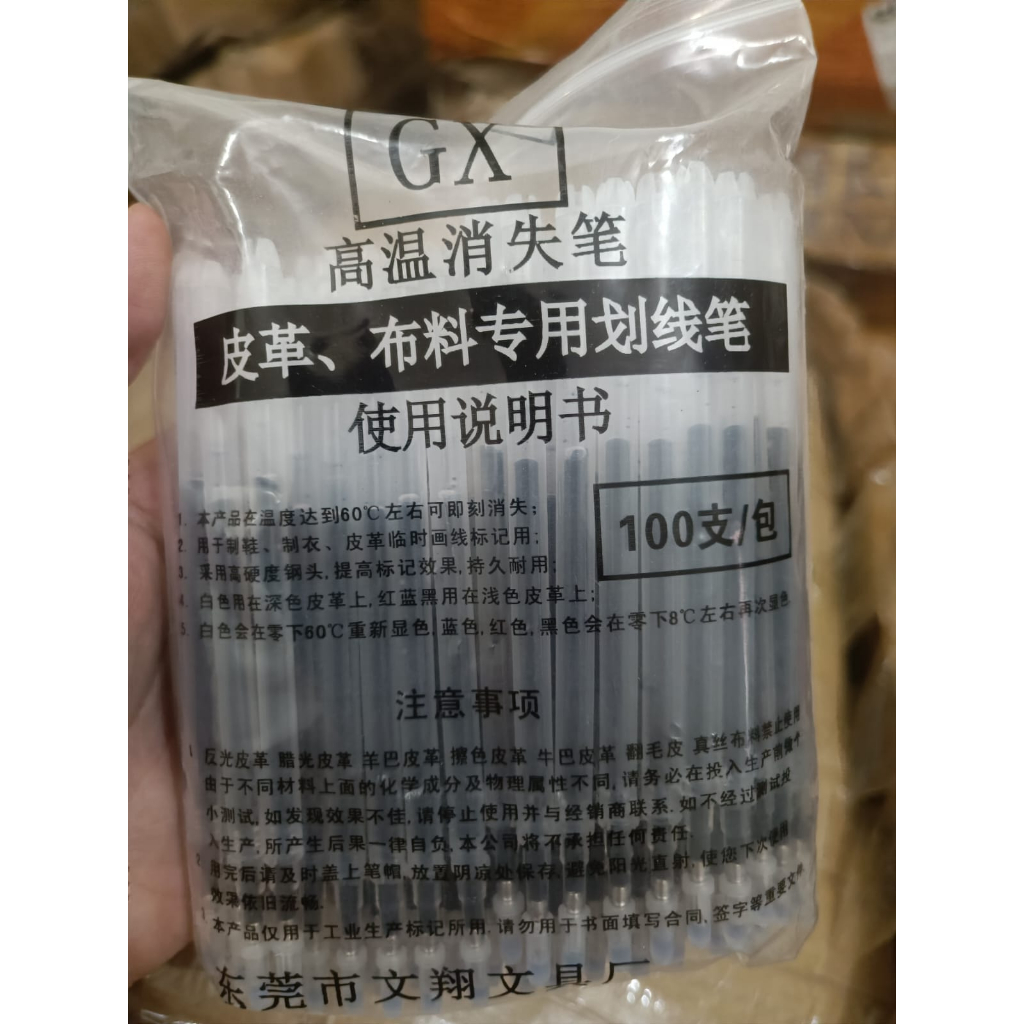 GX
高温消失笔
皮革、布料专用划线笔
使用说明书
1. 本产品在温度达到60℃左右可即刻消失;
2. 用于制鞋、制衣、皮革临时画线标记用;
3. 采用高硬度钢头,提高标记效果,持久耐用;
100支/包
4. 白色用在深色皮革上,红蓝黑用在浅色皮革上;
5. 白色会在零下60℃重新显色,蓝色,红色,黑色会在零下8℃左右再次显色
注意事项
1. 反光皮革 腊光皮革 羊巴皮革 擦色皮革 牛巴皮革 翻毛皮 真丝布料禁止使用
由于不同材料上面的化学成分及物理属性不同,请务必在投入生产前做个
小测试,如发现效果不佳,请停止使用并与经销商联系.如不经过测试投
入生产,所产生后果一律自负,本公司将不承担任何责任.
2. 用完后请及时盖上笔帽,放置阴凉处保存,避免阳光直射,使您下次使用
效果依旧流畅.
3. 本产品仅用于工业生产标记所用,请勿用于书面填写合同,签字等重要文件
东莞市文翔文具厂